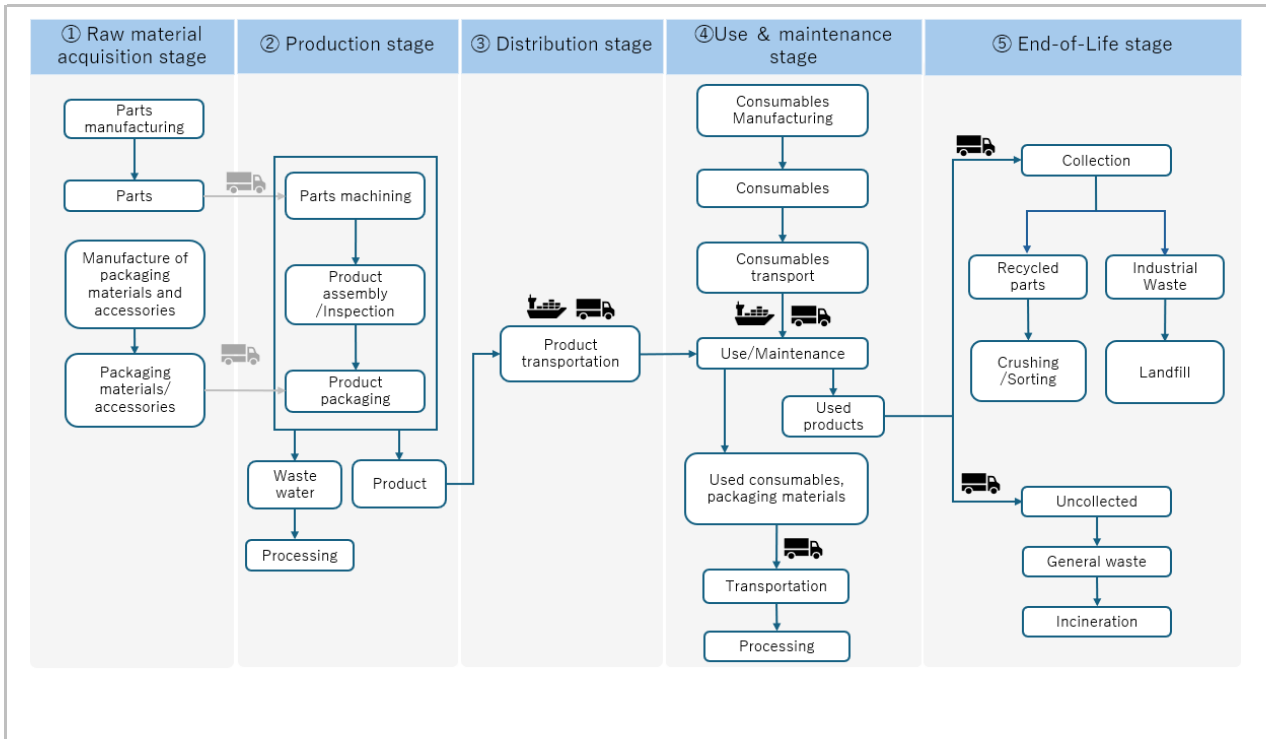 ① Raw material
acquisition stage
② Production stage
③ Distribution stage
④Use & maintenance
stage
⑤ End-of-Life stage
Parts
manufacturing
Parts
Manufacture of
packaging
materials and
accessories
Packaging
materials/
accessories
Parts machining
Product
assembly
/Inspection
Product
packaging
Waste
water
Product
Processing
Product
transportation
Consumables
Manufacturing
Consumables
Consumables
transport
Use/Maintenance
Used
products
Used consumables,
packaging materials
Transportation
Processing
Collection
Recycled
parts
Industrial
Waste
Crushing
/Sorting
Landfill
Uncollected
General waste
Incineration